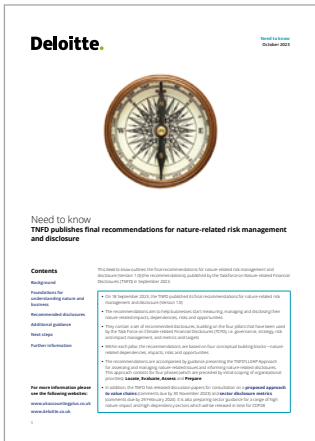 Deloitte.
Need to know
October 2023
Need to know
TNFD publishes final recommendations for nature-related risk management
and disclosure
Contents
Background
Foundations for
understanding nature and
business
Recommended disclosures
Additional guidance
Next steps
Further information
For more information please
see the following websites:
www.ukaccountingplus.co.uk
www.deloitte.co.uk
This Need to know outlines the final recommendations for nature-related risk management and
disclosure (Version 1.0) (the recommendations), published by the Taskforce on Nature-related Financial
Disclosures (TNFD) in September 2023.
• On 18 September 2023, the TNFD published its final recommendations for nature-related risk
management and disclosure (Version 1.0)
• The recommendations aim to help businesses start measuring, managing and disclosing their
nature-related impacts, dependencies, risks and opportunities.
• They contain a set of recommended disclosures, building on the four pillars that have been used
by the Task Force on Climate-related Financial Disclosures (TCFD), i.e. governance, strategy, risk
and impact management, and metrics and targets
• Within each pillar, the recommendations are based on four conceptual building blocks—nature-
related dependencies, impacts, risks and opportunities.
• The recommendations are accompanied by guidance presenting the TNFD's LEAP Approach
for assessing and managing nature-related issues and informing nature-related disclosures.
This approach consists of four phases (which are preceded by initial scoping of organisational
priorities): Locate, Evaluate, Assess and Prepare
• In addition, the TNFD has released discussion papers for consultation on a proposed approach
to value chains (comments due by 30 November 2023) and sector disclosure metrics
(comments due by 29 February 2024). It is also preparing sector guidance for a range of high
nature-impact and high-dependency sectors which will be released in time for COP28
1